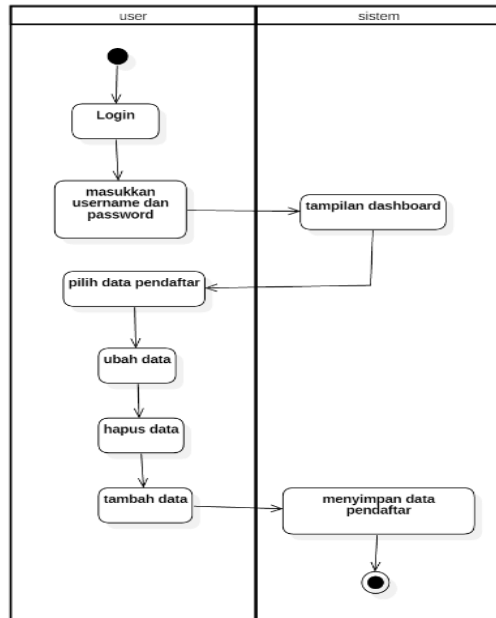 user
sistem
Login
masukkan
username dan
password
tampilan dashboard
pilih data pendaftar
ubah data
hapus data
tambah data
menyimpan data
pendaftar